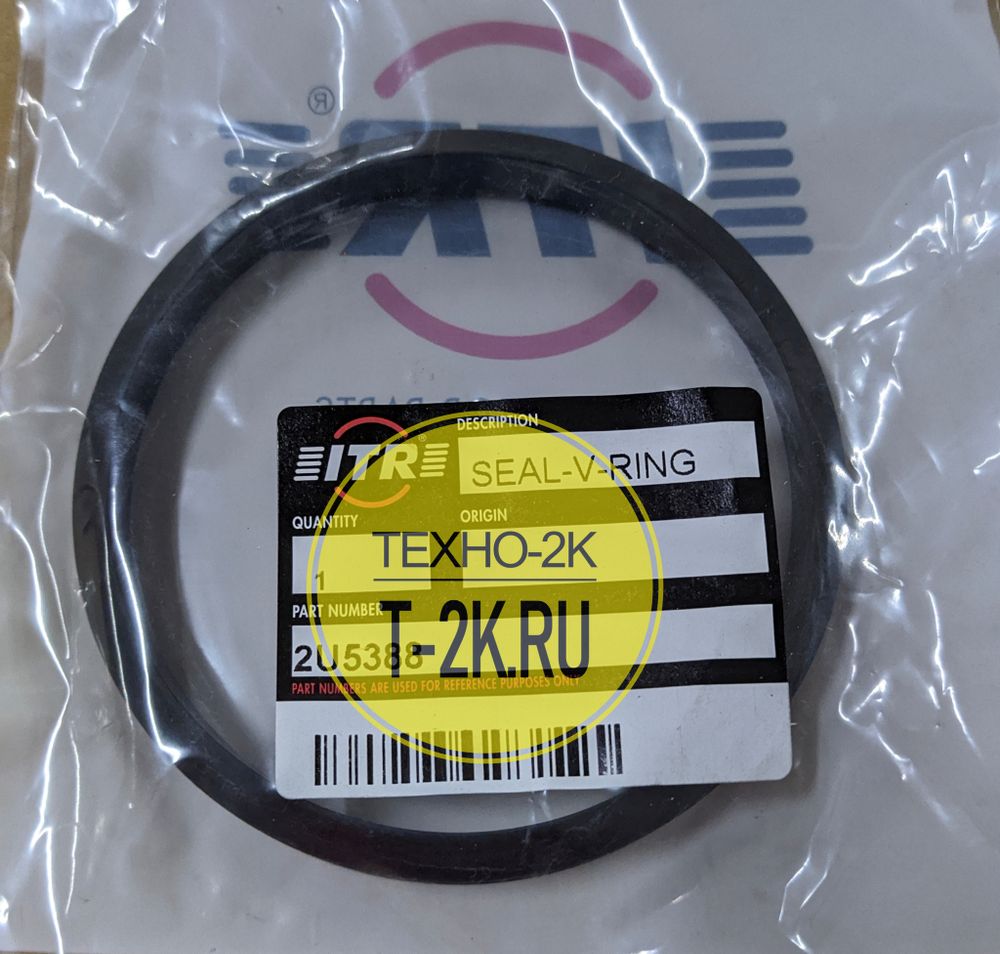 ®
ITR
DESCRIPTION
ITR®
SEAL-V-RING
QUANTITY
ORIGIN
ТЕХНО-2К
1
PART NUMBER
T-2K.RU
2U5388
PART NUMBERS ARE USED FOR REFERENCE PURPOSES ONLY